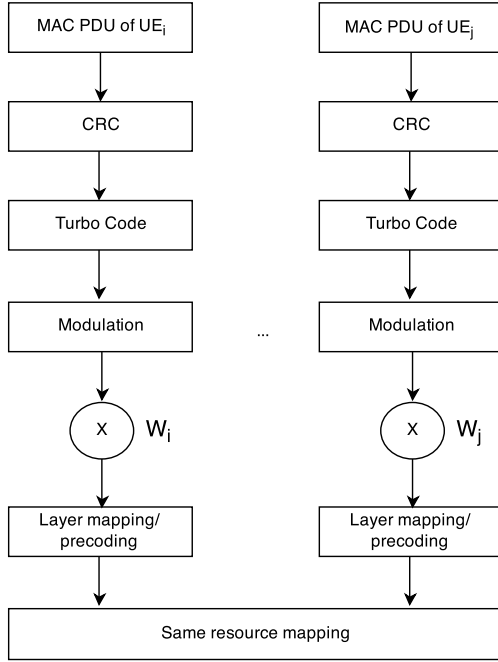 MAC PDU of UEi
MAC PDU of UEj
CRC
CRC
Turbo Code
Turbo Code
Modulation
...
Modulation
X
Wi
X
Wj
Layer mapping/
precoding
Layer mapping/
precoding
Same resource mapping